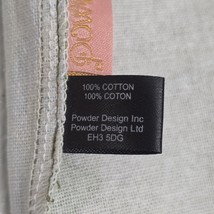 100% COTTON
100% COTON
Powder Design Inc
Powder Design Ltd
EH3 5DG